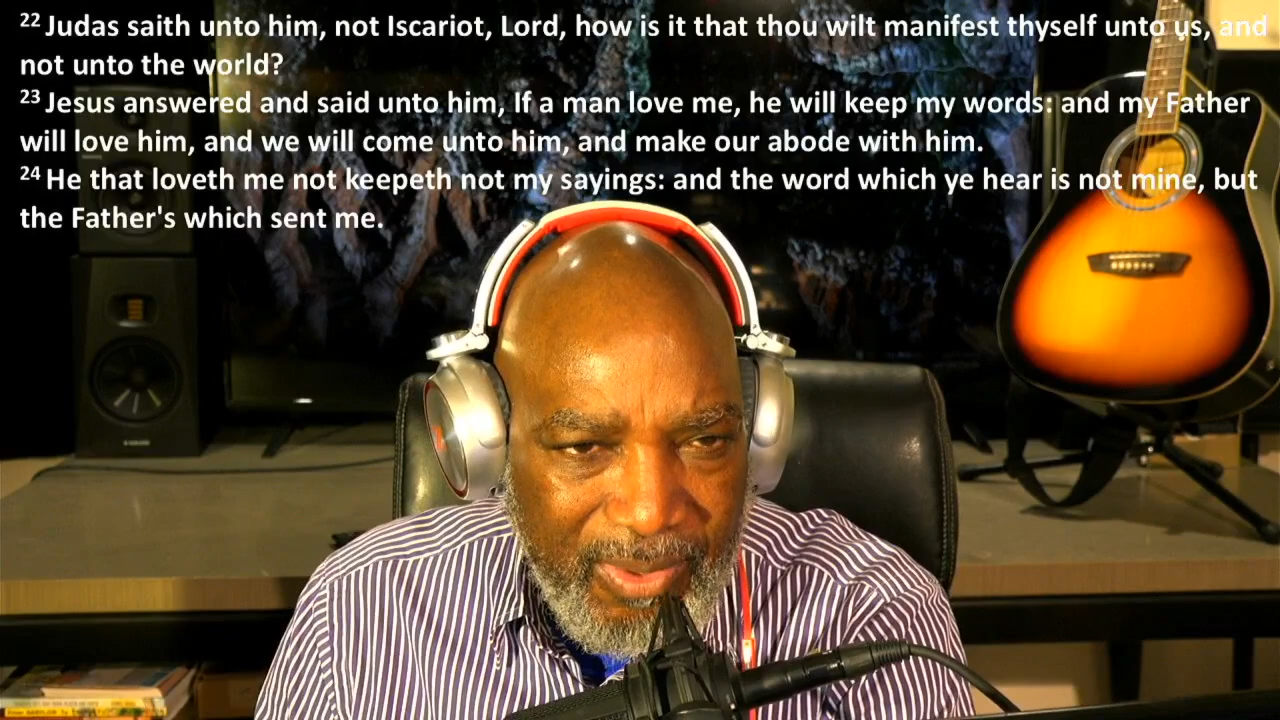 22 Judas saith unto him, not Iscariot, Lord, how is it that thou wilt manifest thyself unto us, and
not unto the world?
23 Jesus answered and said unto him, If a man love me, he will keep my words: and my Father
will love him, and we will come unto him, and make our abode with him.
24 He that loveth me not keepeth not my sayings: and the word which ye hear is not mine, but
the Father's which sent me.